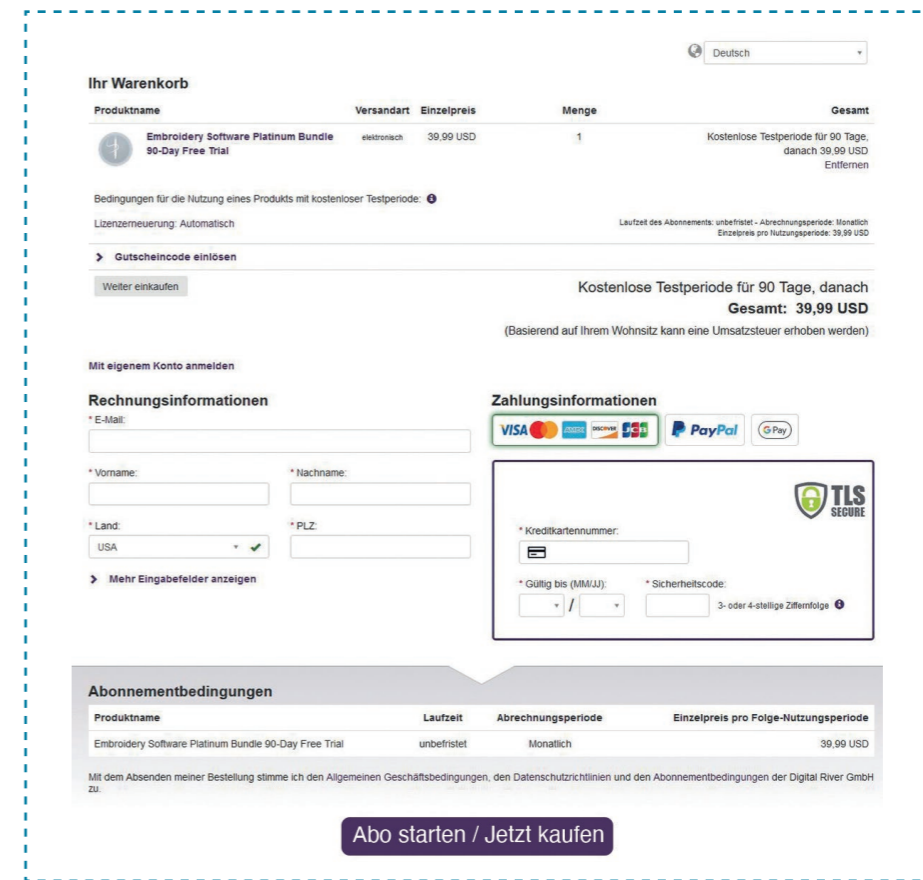 Deutsch
Ihr Warenkorb
Produktname Versandart Einzelpreis Menge Gesamt
Embroidery Software Platinum Bundle elektronisch 39,99 USD 1 Kostenlose Testperiode für 90 Tage,
90-Day Free Trial danach 39,99 USD
Entfernen
Bedingungen für die Nutzung eines Produkts mit kostenloser Testperiode:
Lizenzerneuerung: Automatisch Laufzeit des Abonnements: unbefristet - Abrechnungsperiode: Monatlich
Einzelpreis pro Nutzungsperiode: 39,99 USD
Gutscheincode einlösen
Weiter einkaufen Kostenlose Testperiode für 90 Tage, danach
Gesamt: 39,99 USD
(Basierend auf Ihrem Wohnsitz kann eine Umsatzsteuer erhoben werden)
Mit eigenem Konto anmelden
Rechnungsinformationen Zahlungsinformationen
* E-Mail:
VISA AMERICAN EXPRESS DISCOVER JCB PayPal G Pay
* Vorname: * Nachname:
TLS
SECURE
* Land: * PLZ:
* Kreditkartennummer:
USA
Mehr Eingabefelder anzeigen
* Gültig bis (MM/JJ): * Sicherheitscode:
/ 3- oder 4-stellige Ziffernfolge
Abonnementbedingungen
Produktname Laufzeit Abrechnungsperiode Einzelpreis pro Folge-Nutzungsperiode
Embroidery Software Platinum Bundle 90-Day Free Trial unbefristet Monatlich 39,99 USD
Mit dem Absenden meiner Bestellung stimme ich den Allgemeinen Geschäftsbedingungen, den Datenschutzrichtlinien und den Abonnementbedingungen der Digital River GmbH
zu.
Abo starten / Jetzt kaufen